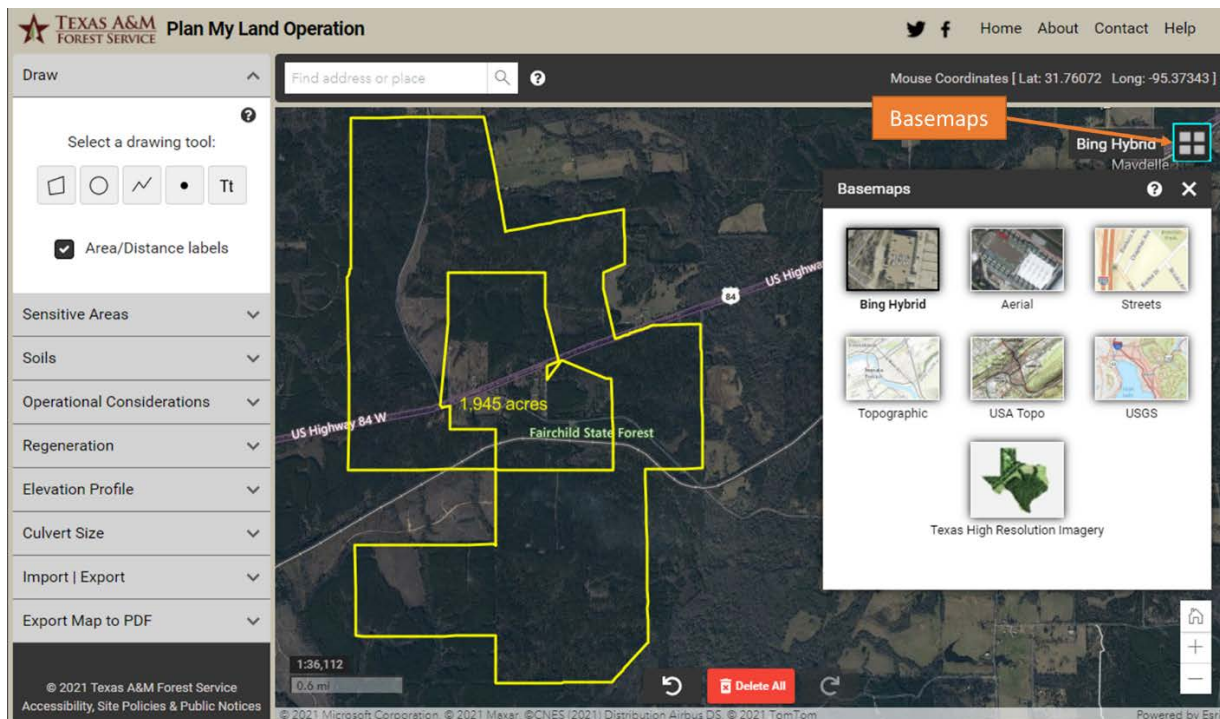 TEXAS A&M
FOREST SERVICE
Plan My Land Operation
Home About Contact Help
Draw
Select a drawing tool:
Tt
Area/Distance labels
Sensitive Areas
Soils
Operational Considerations
Regeneration
Elevation Profile
Culvert Size
Import | Export
Export Map to PDF
© 2021 Texas A&M Forest Service
Accessibility, Site Policies & Public Notices
Find address or place
Mouse Coordinates [ Lat: 31.76072 Long: -95.37343 ]
Basemaps
Bing Hybrid
Maydelle
Basemaps
Bing Hybrid
Aerial
Streets
Topographic
USA Topo
USGS
Texas High Resolution Imagery
US Highwa
84
1,945 acres
US Highway 84 W
Fairchild State Forest
1:36,112
0.6 mi
Delete All
© 2021 Microsoft Corporation, © 2021 Maxar, ©CNES (2021) Distribution Airbus DS, © 2021 TomTom
Powered by Esr